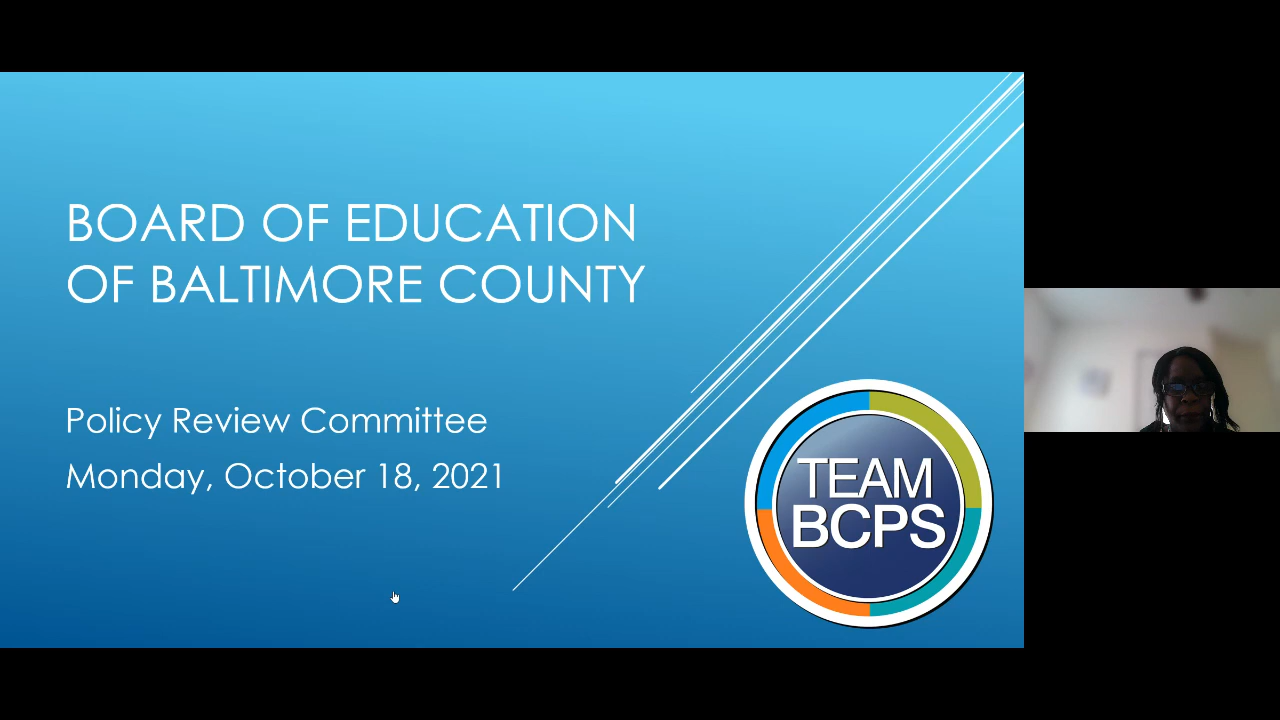 BOARD OF EDUCATION
OF BALTIMORE COUNTY
Policy Review Committee
Monday, October 18, 2021
TEAM
BCPS